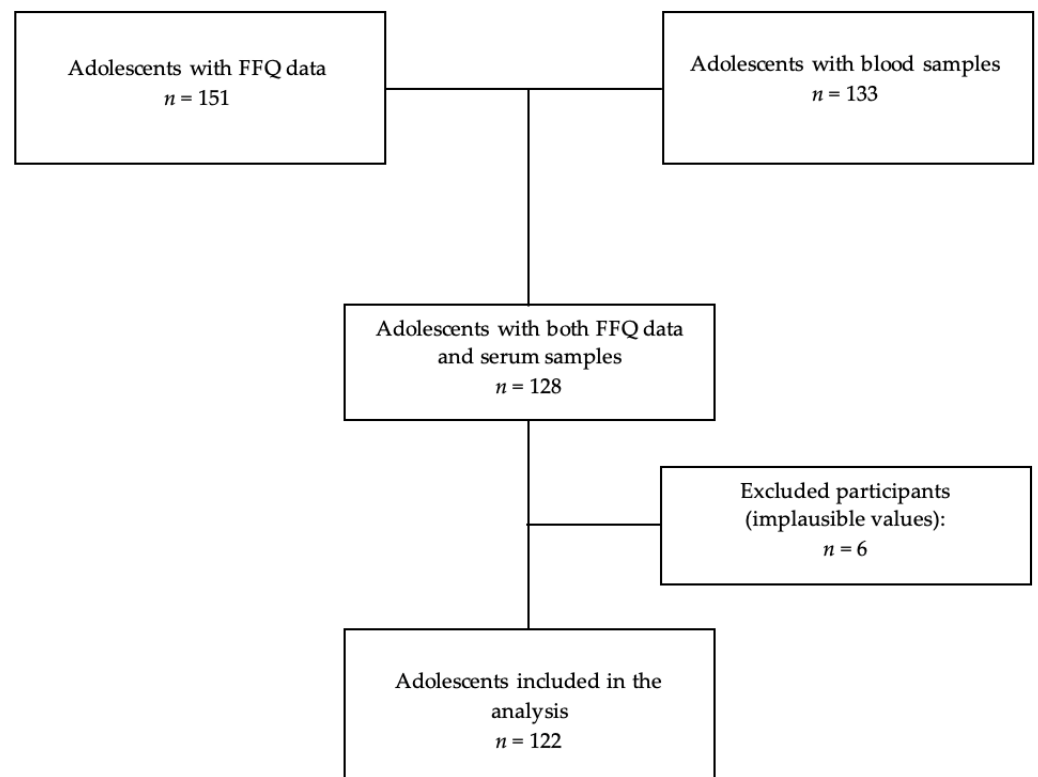 Adolescents with FFQ data
n = 151
Adolescents with blood samples
n = 133
Adolescents with both FFQ data
and serum samples
n = 128
Excluded participants
(implausible values):
n = 6
Adolescents included in the
analysis
n = 122